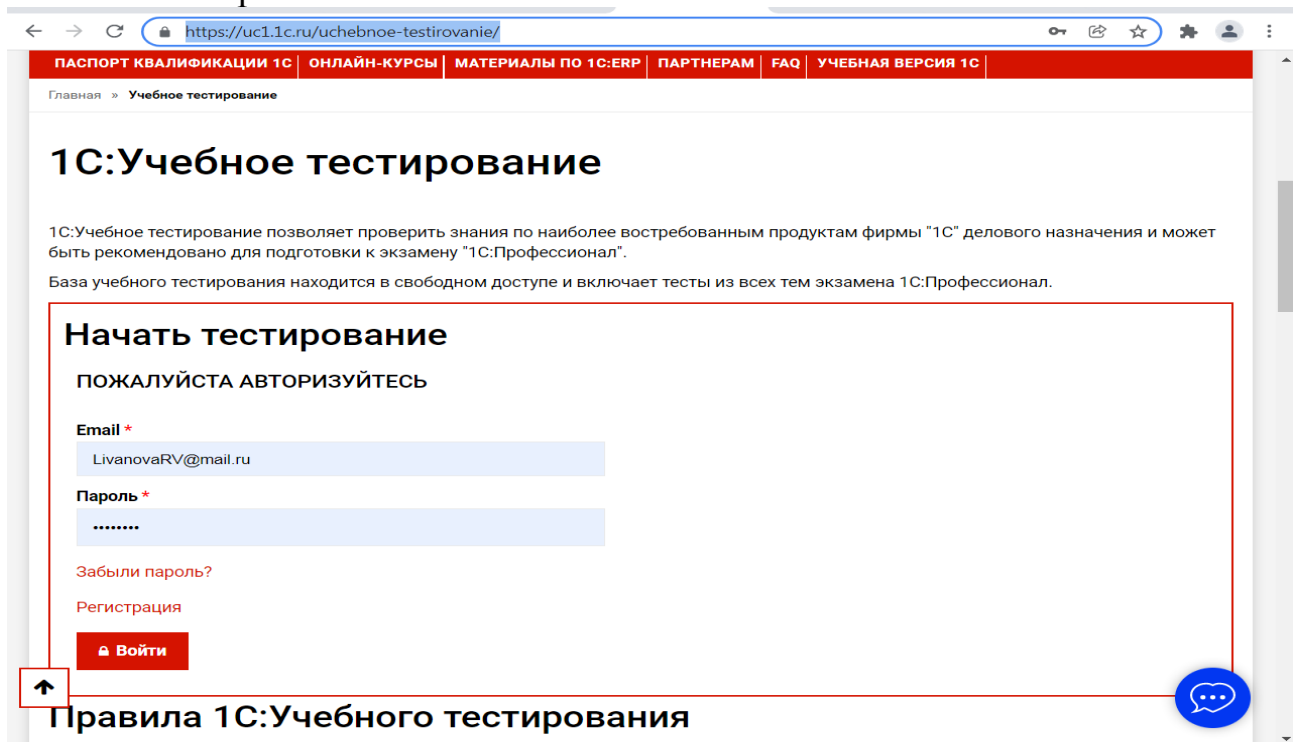 https://uc1.1c.ru/uchebnoe-testirovanie/
ПАСПОРТ КВАЛИФИКАЦИИ 1С ОНЛАЙН-КУРСЫ МАТЕРИАЛЫ ПО 1С:ERP ПАРТНЕРАМ FAQ УЧЕБНАЯ ВЕРСИЯ 1С
Главная » Учебное тестирование
1С:Учебное тестирование
1С:Учебное тестирование позволяет проверить знания по наиболее востребованным продуктам фирмы "1С" делового назначения и может
быть рекомендовано для подготовки к экзамену "1С:Профессионал".
База учебного тестирования находится в свободном доступе и включает тесты из всех тем экзамена 1С:Профессионал.
Начать тестирование
ПОЖАЛУЙСТА АВТОРИЗУЙТЕСЬ
Email *
LivanovaRV@mail.ru
Пароль *
••••••••
Забыли пароль?
Регистрация
Войти
Правила 1С:Учебного тестирования